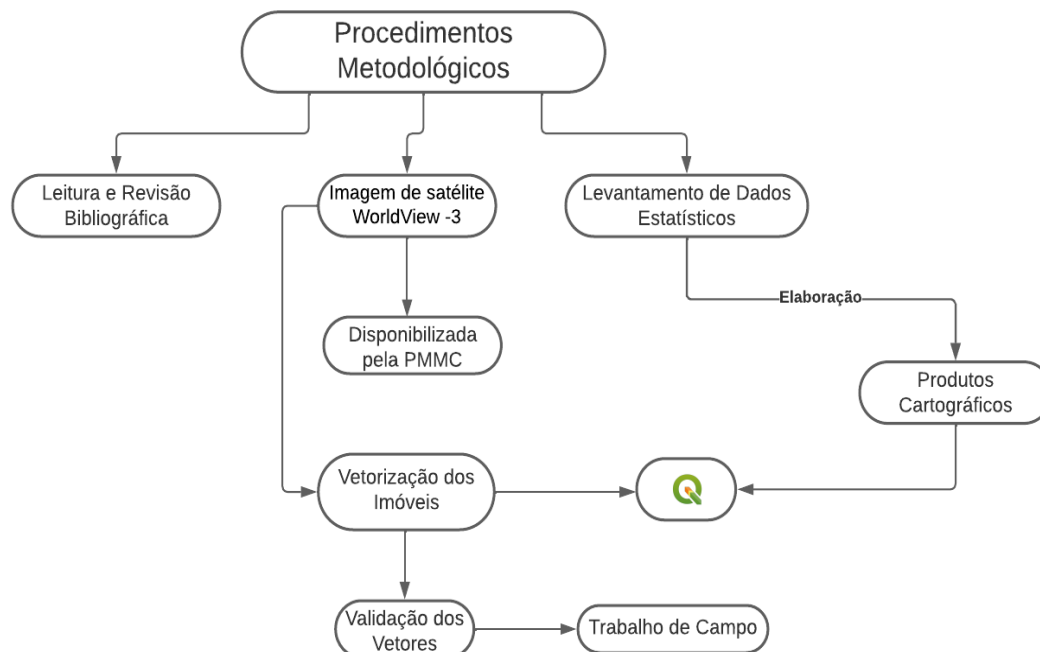 Procedimentos
Metodológicos
Leitura e Revisão
Bibliográfica
Imagem de satélite
WorldView -3
Levantamento de Dados
Estatísticos
Elaboração
Disponibilizada
pela PMMC
Produtos
Cartográficos
Vetorização dos
Imóveis
Validação dos
Vetores
Trabalho de Campo